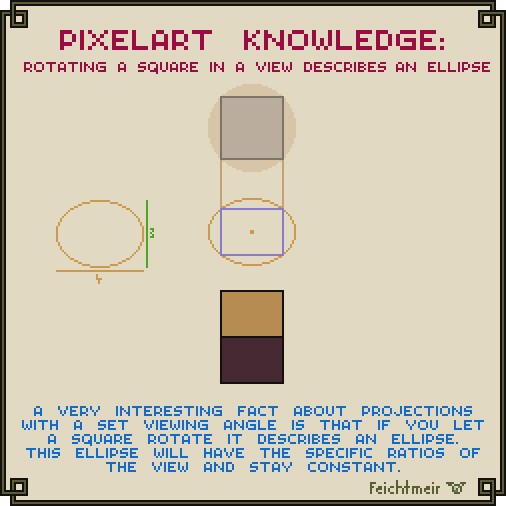 PIXELART KNOWLEDGE:
ROTATING A SQUARE IN A VIEW DESCRIBES AN ELLIPSE
3
4
A VERY INTERESTING FACT ABOUT PROJECTIONS
WITH A SET VIEWING ANGLE IS THAT IF YOU LET
A SQUARE ROTATE IT DESCRIBES AN ELLIPSE.
THIS ELLIPSE WILL HAVE THE SPECIFIC RATIOS OF
THE VIEW AND STAY CONSTANT.
Feichtmeir